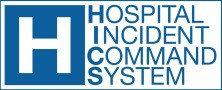 H
HOSPITAL
INCIDENT
COMMAND
SYSTEM